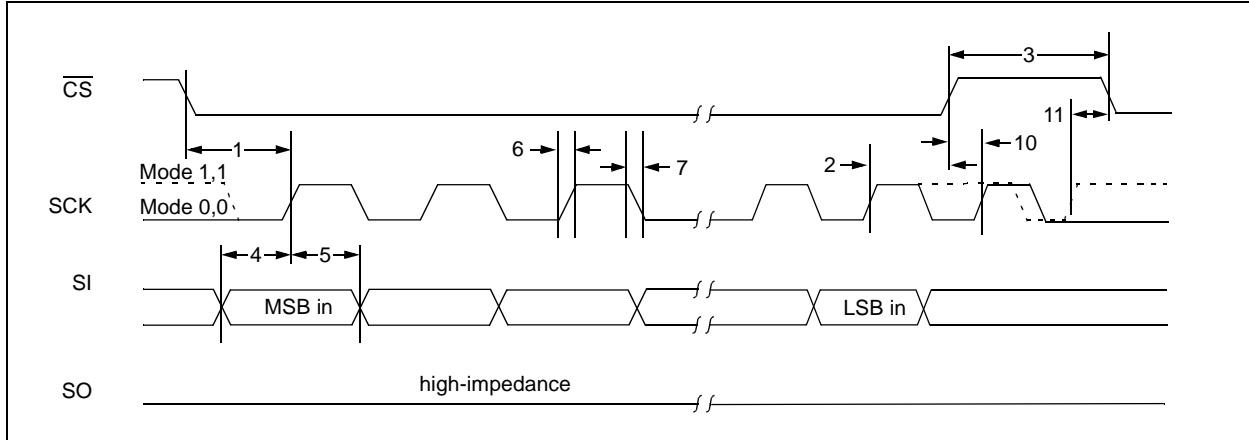 3
CS
11
1
6
10
Mode 1,1
2
7
SCK
Mode 0,0
4
5
SI
MSB in
LSB in
high-impedance
SO